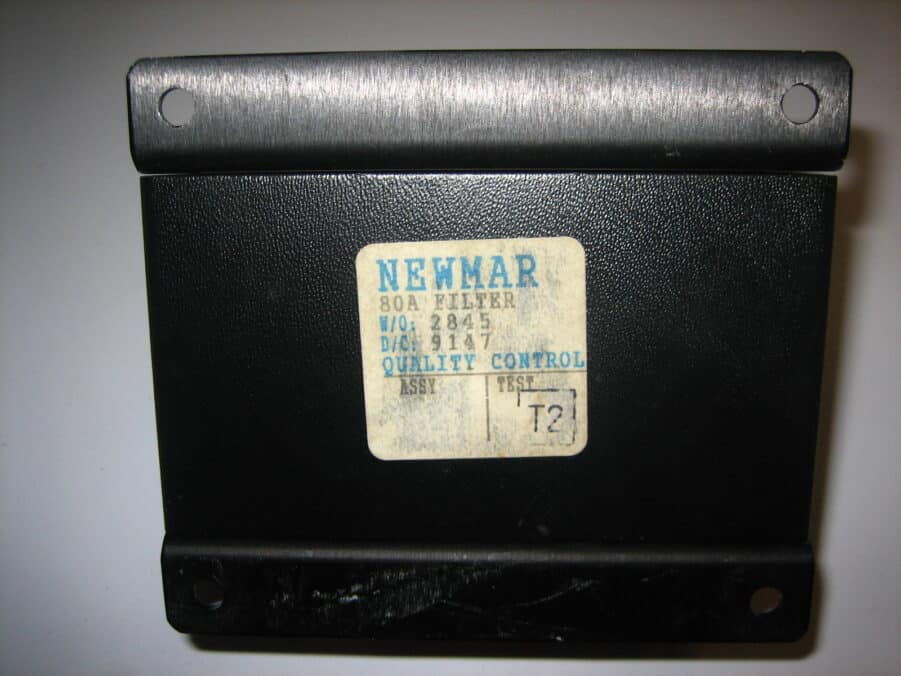 NEWMAR
80A FILTER
W/O: 2845
D/C: 9147
QUALITY CONTROL
ASSY TEST
T2